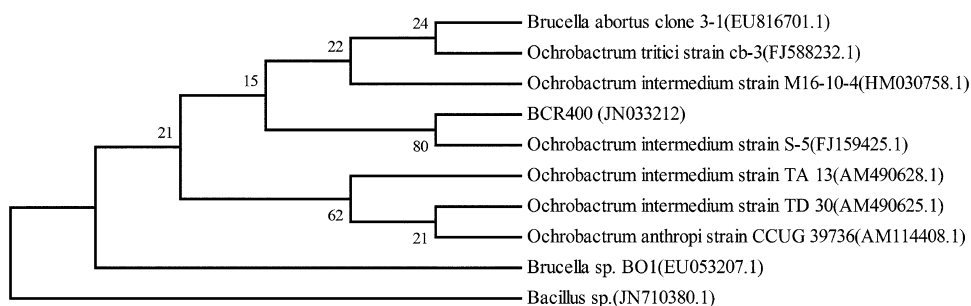 24
Brucella abortus clone 3-1(EU816701.1)
22
Ochrobactrum tritici strain cb-3(FJ588232.1)
15
Ochrobactrum intermedium strain M16-10-4(HM030758.1)
BCR400 (JN033212)
21
80
Ochrobactrum intermedium strain S-5(FJ159425.1)
Ochrobactrum intermedium strain TA 13(AM490628.1)
62
Ochrobactrum intermedium strain TD 30(AM490625.1)
21
Ochrobactrum anthropi strain CCUG 39736(AM114408.1)
Brucella sp. BO1(EU053207.1)
Bacillus sp.(JN710380.1)